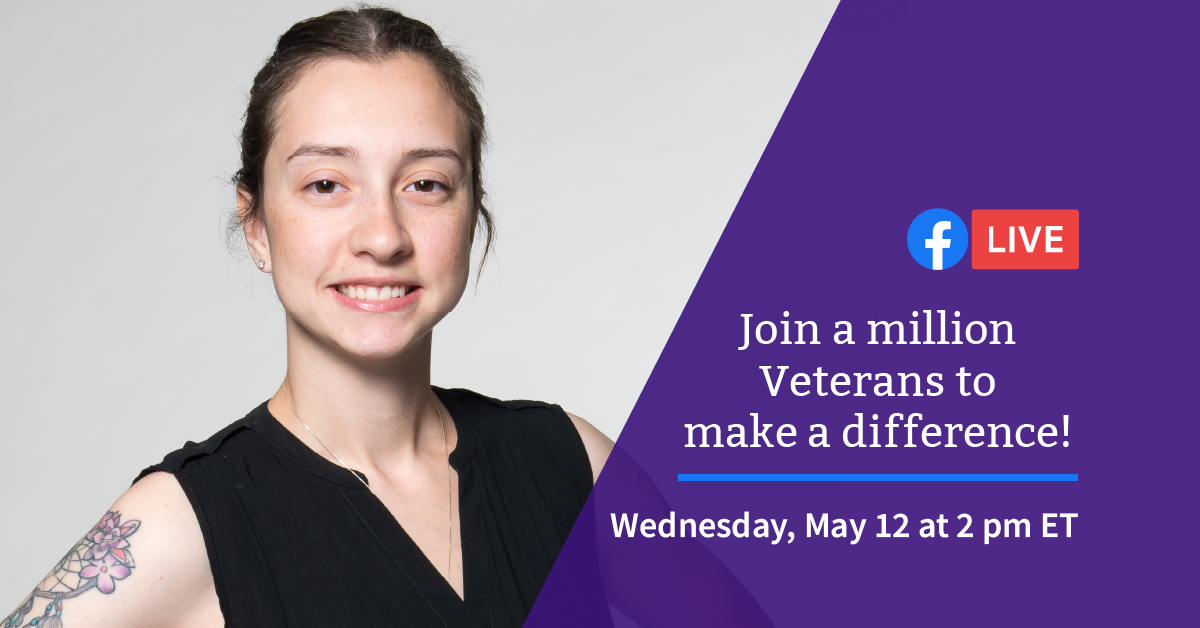 LIVE
Join a million
Veterans to
make a difference!
Wednesday, May 12 at 2 pm ET